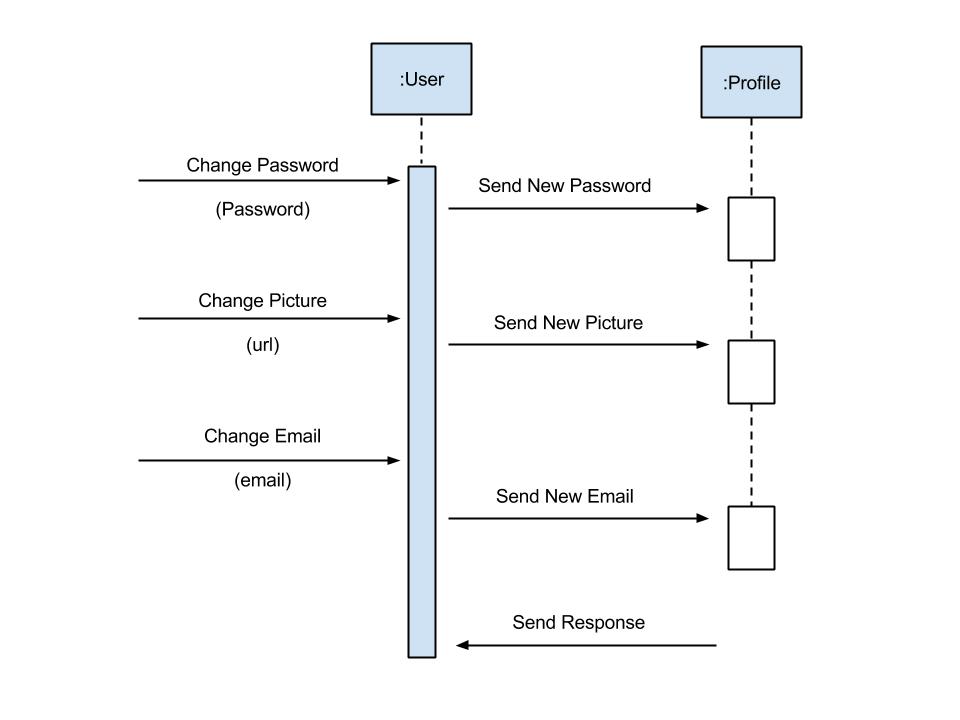 :User
:Profile
Change Password
(Password)
Send New Password
Change Picture
(url)
Send New Picture
Change Email
(email)
Send New Email
Send Response